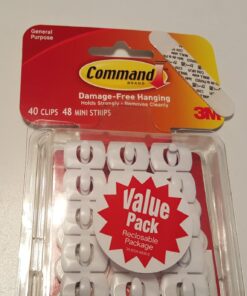 General
Purpose
Command
BRAND
Damage-Free Hanging
Holds Strongly • Removes Cleanly
3M
40 CLIPS 48 MINI STRIPS
Value
Pack
Reclosable
Package